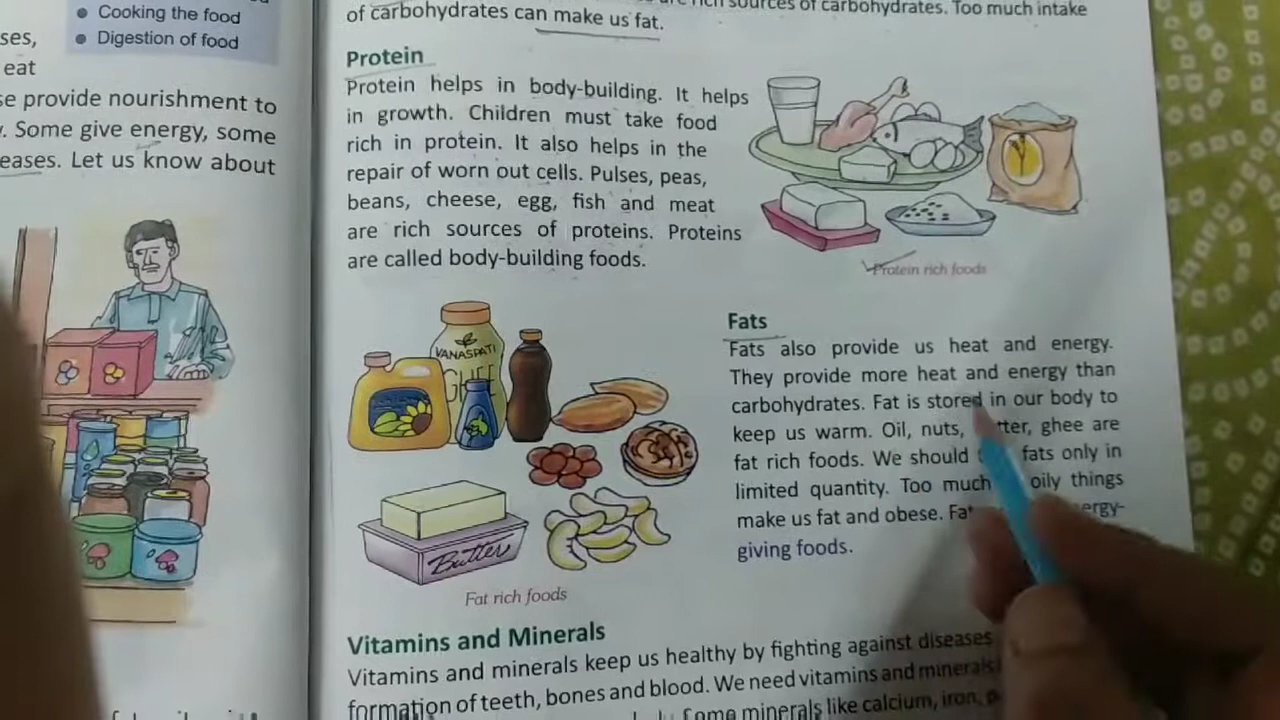 Cooking the food
Digestion of food
ses,
eat
se provide nourishment to
. Some give energy, some
eases. Let us know about
rich sources of carbohydrates. Too much intake
of carbohydrates can make us fat.
Protein
Protein helps in body-building. It helps
in growth. Children must take food
rich in protein. It also helps in the
repair of worn out cells. Pulses, peas,
beans, cheese, egg, fish and meat
are rich sources of proteins. Proteins
are called body-building foods.
Protein rich foods
VANASPATI
GHEE
Butter
Fat rich foods
Fats
Fats also provide us heat and energy.
They provide more heat and energy than
carbohydrates. Fat is stored in our body to
keep us warm. Oil, nuts, tter, ghee are
fat rich foods. We should fats only in
limited quantity. Too much oily things
make us fat and obese. Fat ergy-
giving foods.
Vitamins and Minerals
Vitamins and minerals keep us healthy by fighting against diseases
formation of teeth, bones and blood. We need vitamins and minerals
Some minerals like calcium, iron, p